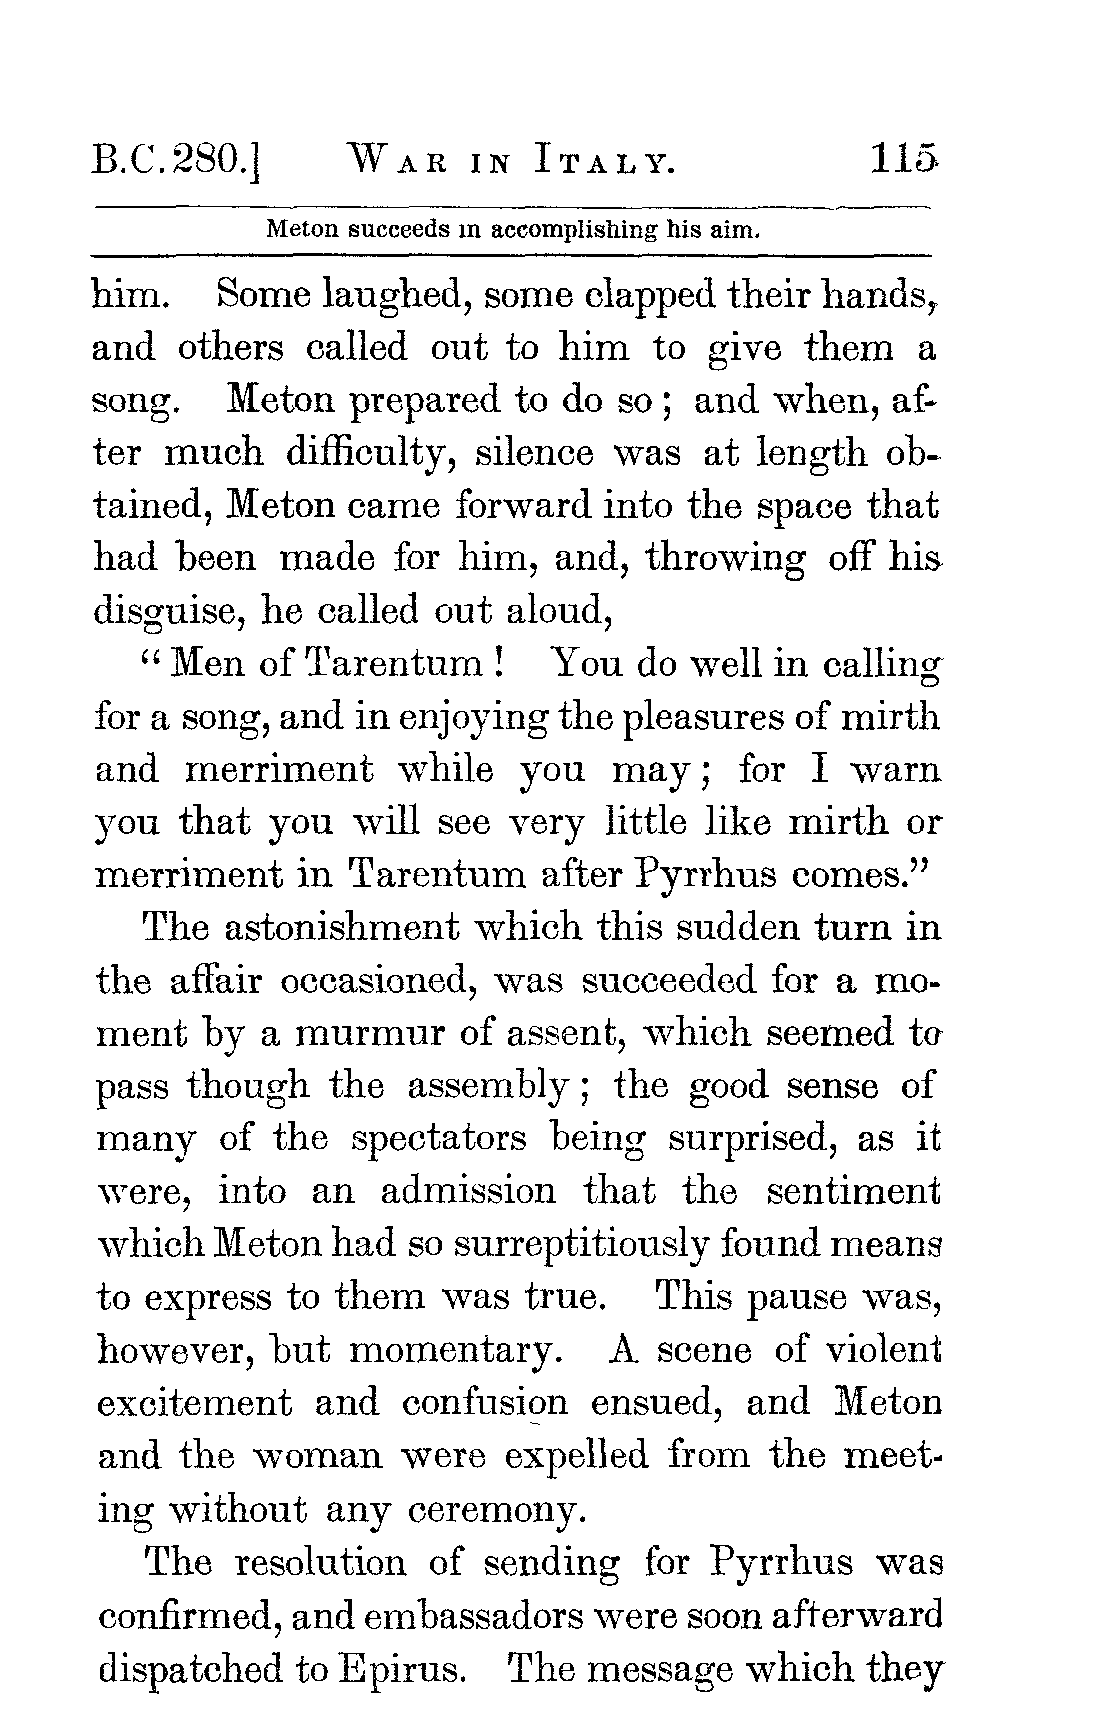 B.C. 280.] WAR IN ITALY. 115
Meton succeeds in accomplishing his aim.
him. Some laughed, some clapped their hands,
and others called out to him to give them a
song. Meton prepared to do so; and when, af-
ter much difficulty, silence was at length ob-
tained, Meton came forward into the space that
had been made for him, and, throwing off his
disguise, he called out aloud,
"Men of Tarentum! You do well in calling
for a song, and in enjoying the pleasures of mirth
and merriment while you may; for I warn
you that you will see very little like mirth or
merriment in Tarentum after Pyrrhus comes."
The astonishment which this sudden turn in
the affair occasioned, was succeeded for a mo-
ment by a murmur of assent, which seemed to
pass though the assembly; the good sense of
many of the spectators being surprised, as it
were, into an admission that the sentiment
which Meton had so surreptitiously found means
to express to them was true. This pause was,
however, but momentary. A scene of violent
excitement and confusion ensued, and Meton
and the woman were expelled from the meet-
ing without any ceremony.
The resolution of sending for Pyrrhus was
confirmed, and embassadors were soon afterward
dispatched to Epirus. The message which they